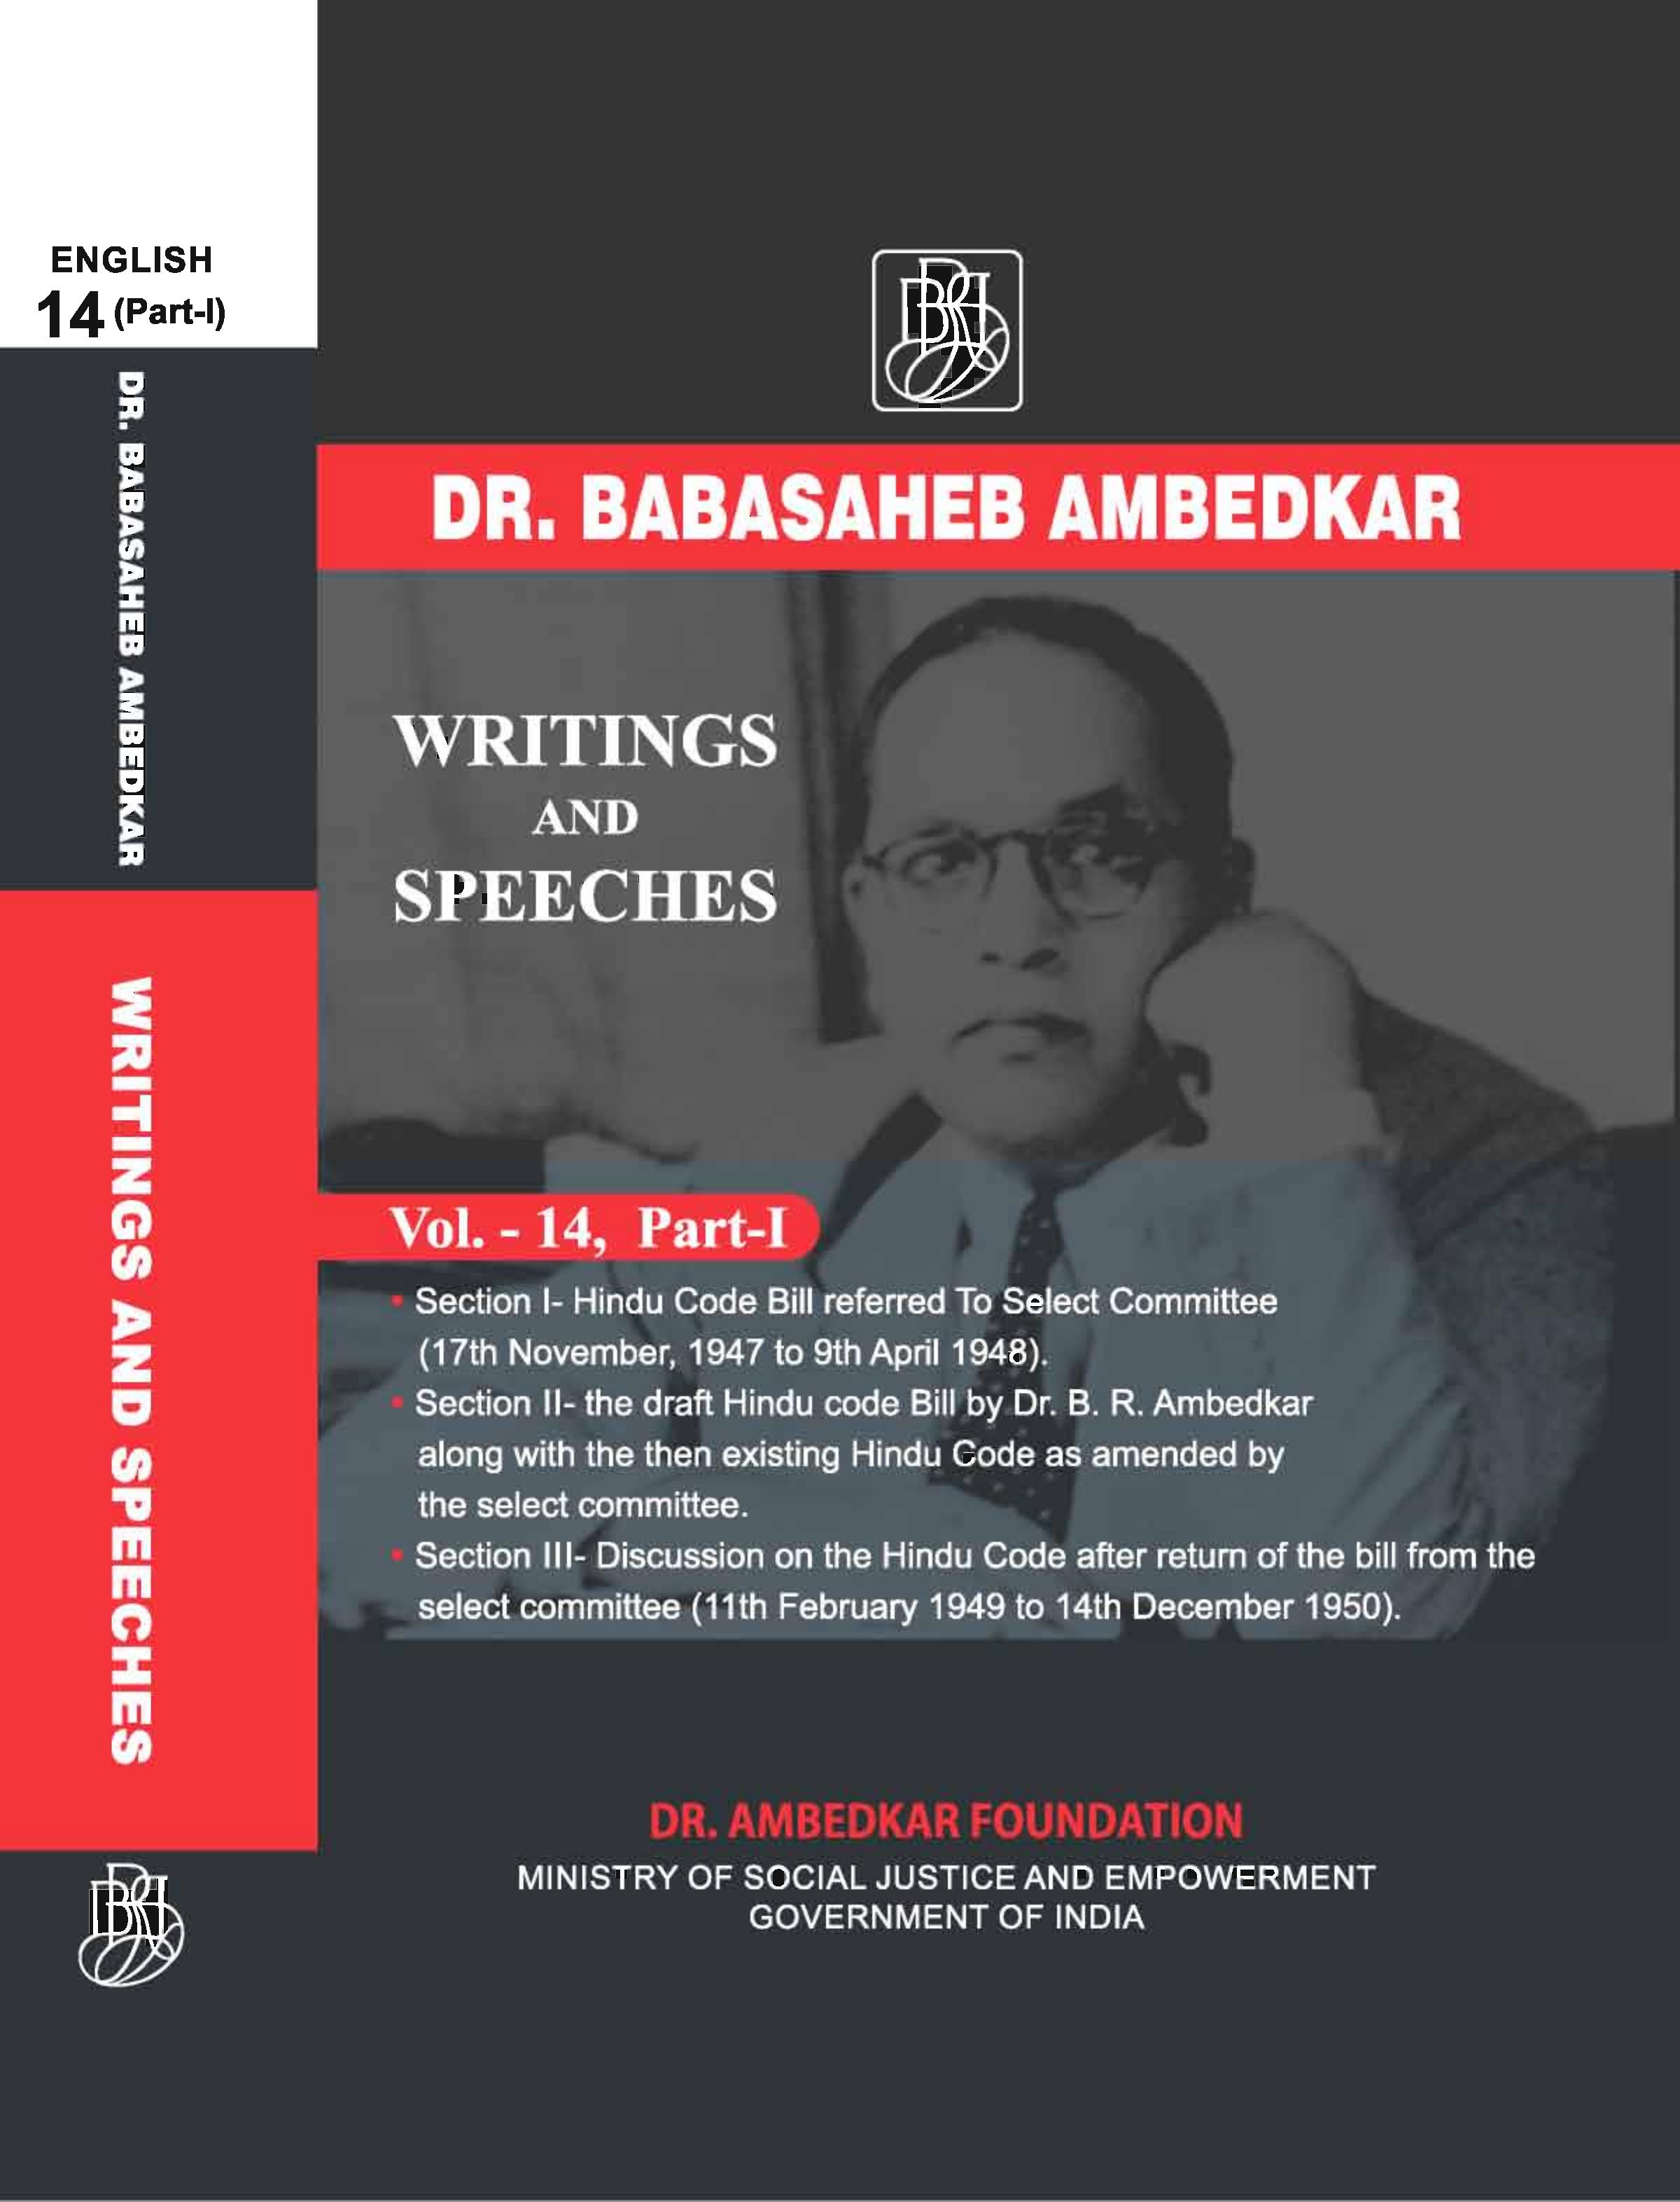 ENGLISH
14 (Part-I)
DR. BABASAHEB AMBEDKAR
WRITINGS AND SPEECHES
DR. BABASAHEB AMBEDKAR
WRITINGS
AND
SPEECHES
Vol. - 14, Part-I
• Section I- Hindu Code Bill referred To Select Committee
(17th November, 1947 to 9th April 1948).
• Section II- the draft Hindu code Bill by Dr. B. R. Ambedkar
along with the then existing Hindu Code as amended by
the select committee.
• Section III- Discussion on the Hindu Code after return of the bill from the
select committee (11th February 1949 to 14th December 1950).
DR. AMBEDKAR FOUNDATION
MINISTRY OF SOCIAL JUSTICE AND EMPOWERMENT
GOVERNMENT OF INDIA